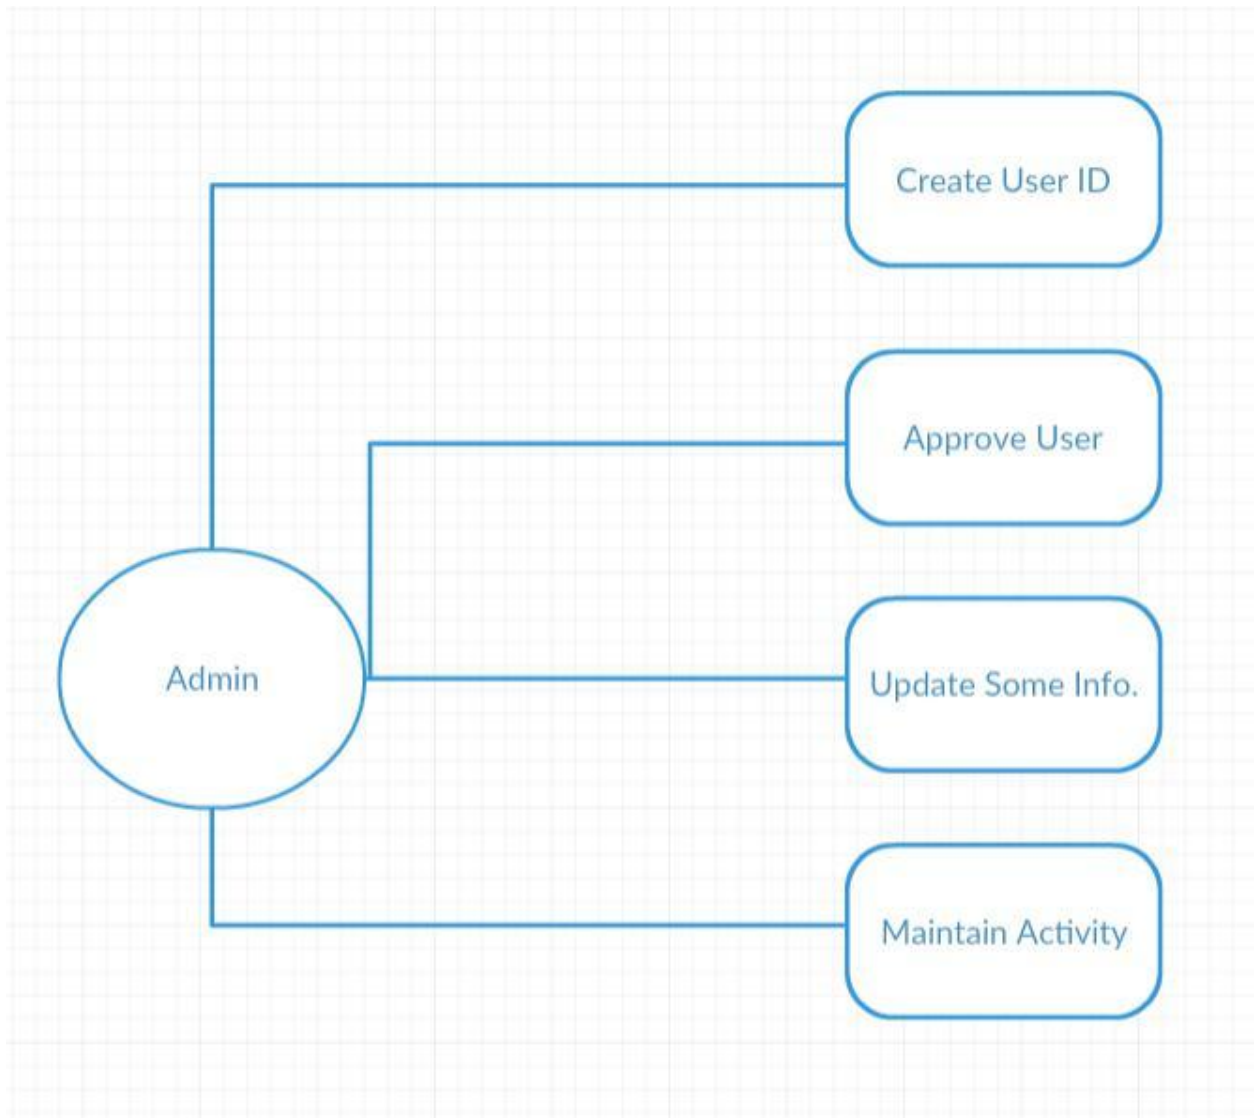 Create User ID
Approve User
Admin
Update Some Info.
Maintain Activity